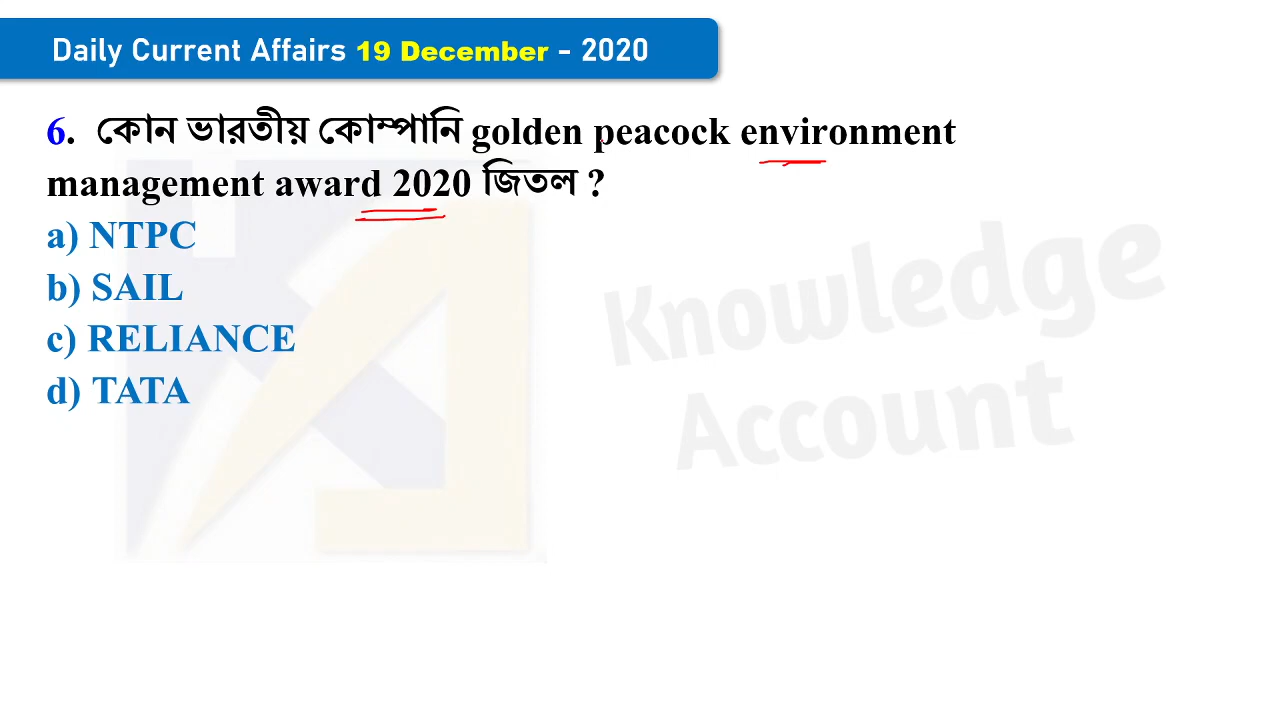 Daily Current Affairs 19 December - 2020
6. কোন ভারতীয় কোম্পানি golden peacock environment
management award 2020 জিতল ?
a) NTPC
b) SAIL
c) RELIANCE
d) TATA
Knowledge
Account